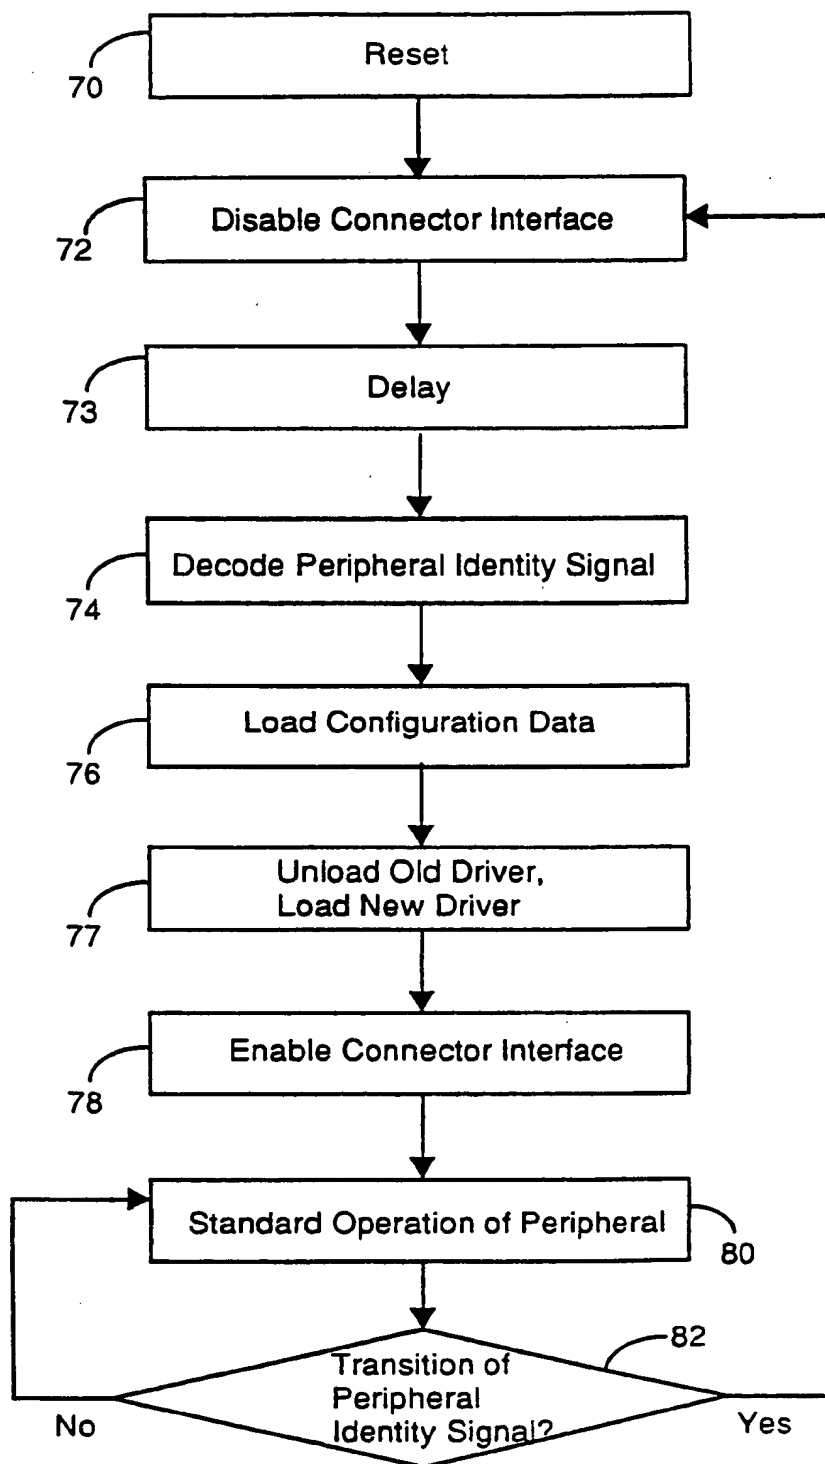 Reset
70
Disable Connector Interface
72
Delay
73
Decode Peripheral Identity Signal
74
Load Configuration Data
76
Unload Old Driver,
Load New Driver
77
Enable Connector Interface
78
Standard Operation of Peripheral
80
82
Transition of
Peripheral
Identity Signal?
No
Yes